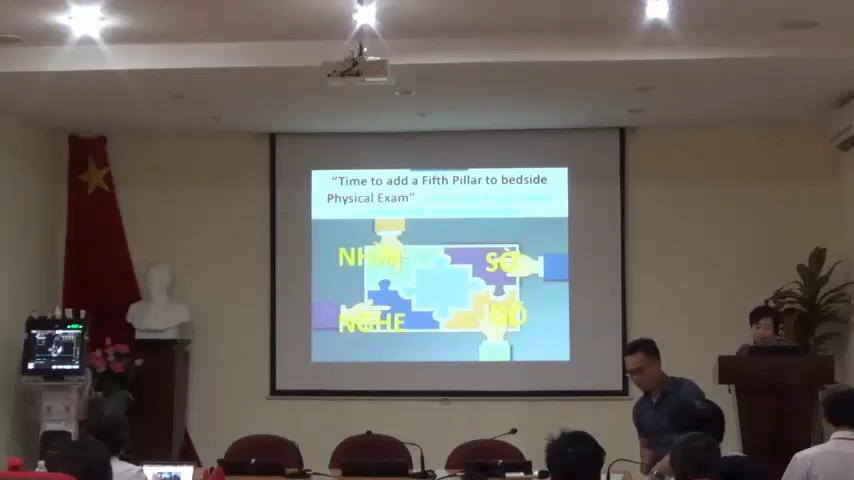 “Time to add a Fifth Pillar to bedside
Physical Exam”
NHÌN
SỜ
NGHE
GÕ